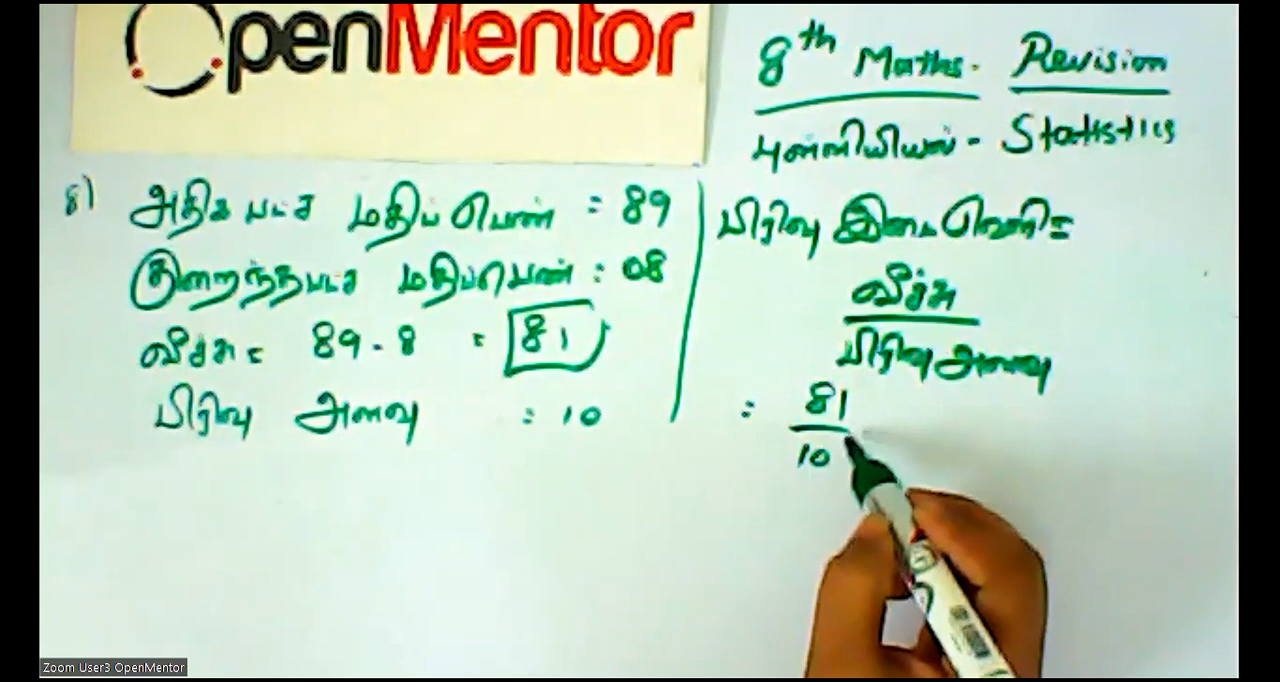 OpenMentor
8th Maths - Revision
புள்ளியியல் - Statistics
8) அதிக பட்ச மதிப்பெண் = 89
குறைந்தபட்ச மதிப்பெண் = 08
வீச்சு = 89 - 8 = 81
பிரிவு அளவு = 10
பிரிவு இடைவெளி =
வீச்சு
பிரிவு அளவு
= 81
10
Zoom User3 OpenMentor